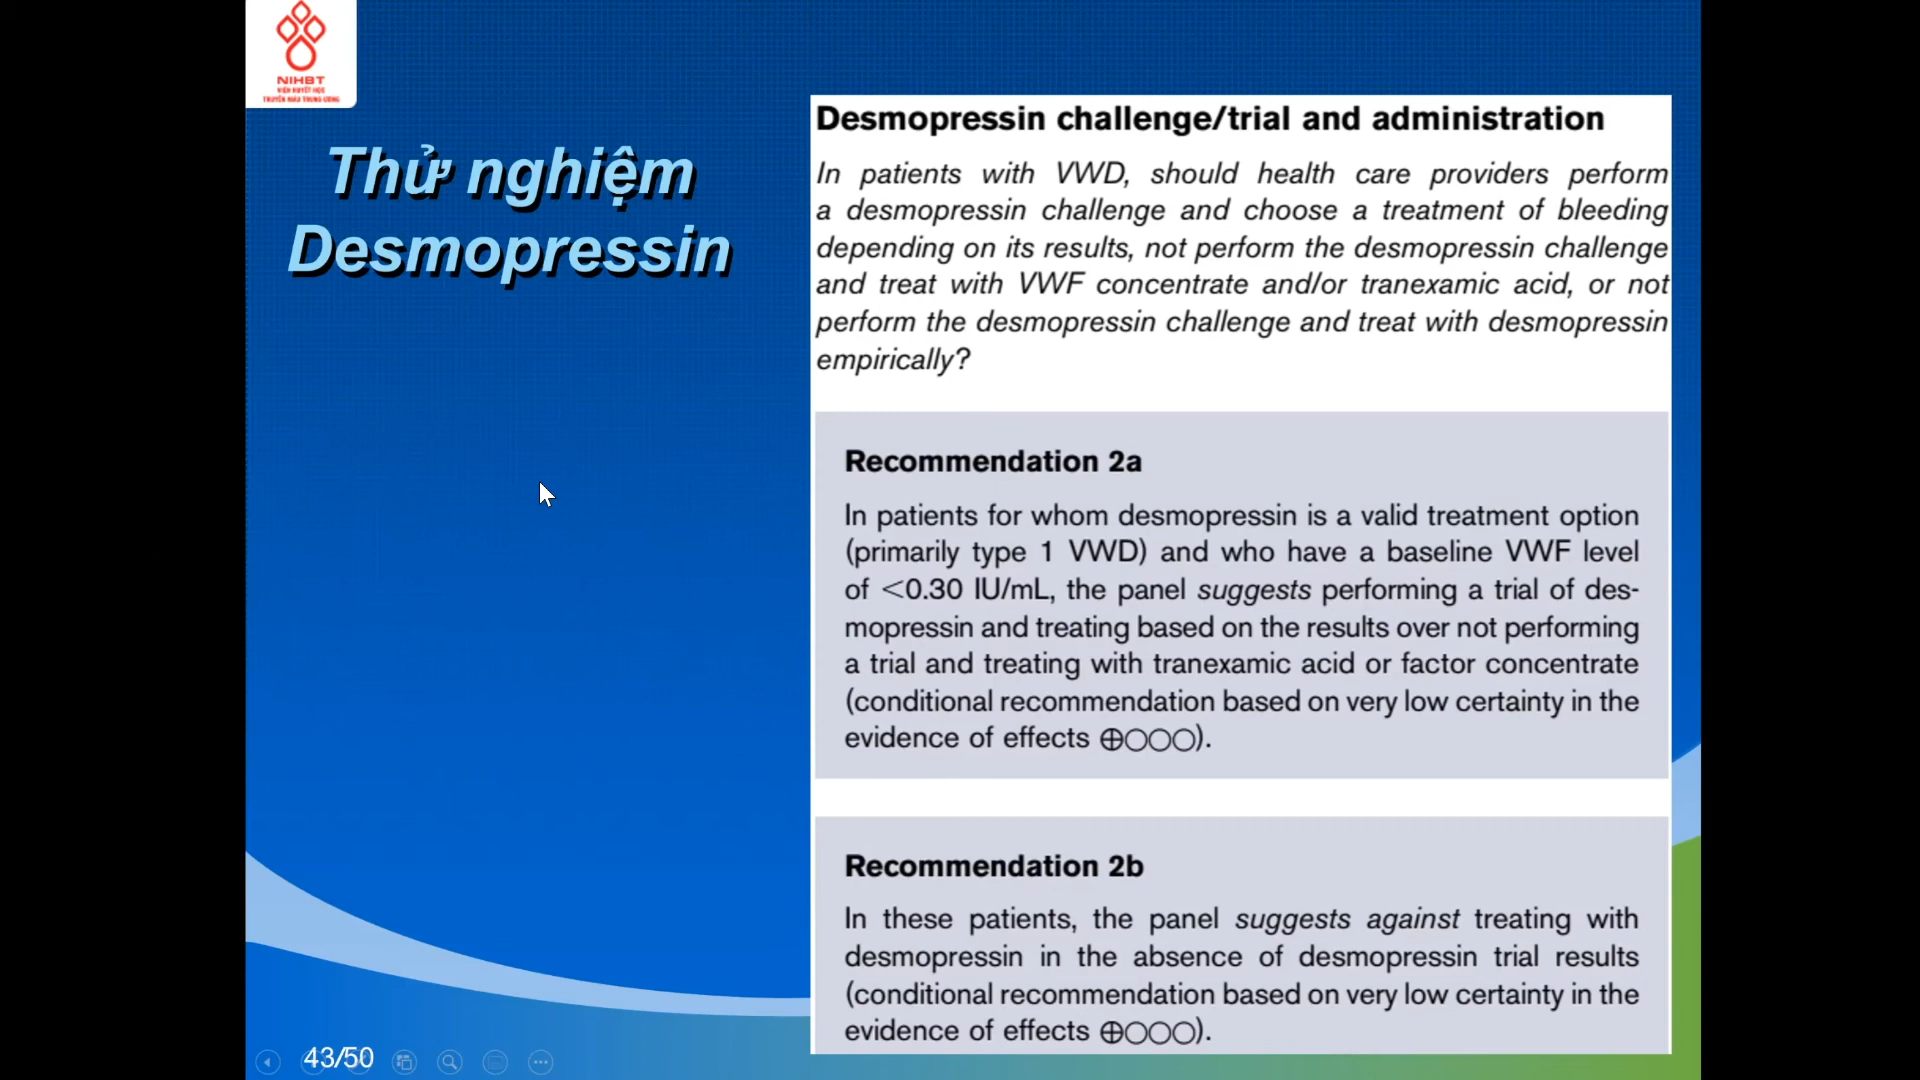 NIHBT
VIỆN HUYẾT HỌC
TRUYỀN MÁU TRUNG ƯƠNG
Thử nghiệm
Desmopressin
Desmopressin challenge/trial and administration
In patients with VWD, should health care providers perform
a desmopressin challenge and choose a treatment of bleeding
depending on its results, not perform the desmopressin challenge
and treat with VWF concentrate and/or tranexamic acid, or not
perform the desmopressin challenge and treat with desmopressin
empirically?
Recommendation 2a
In patients for whom desmopressin is a valid treatment option
(primarily type 1 VWD) and who have a baseline VWF level
of <0.30 IU/mL, the panel suggests performing a trial of des-
mopressin and treating based on the results over not performing
a trial and treating with tranexamic acid or factor concentrate
(conditional recommendation based on very low certainty in the
evidence of effects ⊕○○○).
Recommendation 2b
In these patients, the panel suggests against treating with
desmopressin in the absence of desmopressin trial results
(conditional recommendation based on very low certainty in the
evidence of effects ⊕○○○).
43/50